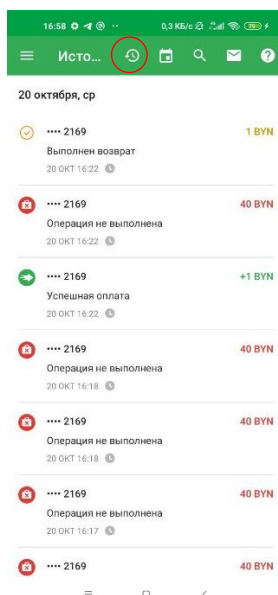 16:58 0,3 КБ/с
Исто...
20 октября, ср
•••• 2169 1 BYN
Выполнен возврат
20 ОКТ 16:22
•••• 2169 40 BYN
Операция не выполнена
20 ОКТ 16:22
•••• 2169 +1 BYN
Успешная оплата
20 ОКТ 16:22
•••• 2169 40 BYN
Операция не выполнена
20 ОКТ 16:18
•••• 2169 40 BYN
Операция не выполнена
20 ОКТ 16:18
•••• 2169 40 BYN
Операция не выполнена
20 ОКТ 16:17
•••• 2169 40 BYN